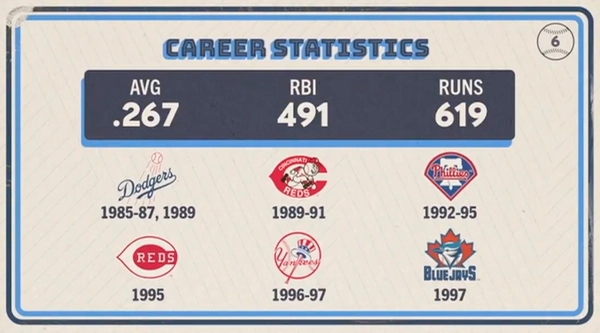 CAREER STATISTICS
6
AVG RBI RUNS
.267 491 619
Dodgers
CINCINNATI
REDS
Phillies
1985-87, 1989 1989-91 1992-95
REDS
Yankees
BLUE JAYS
1995 1996-97 1997